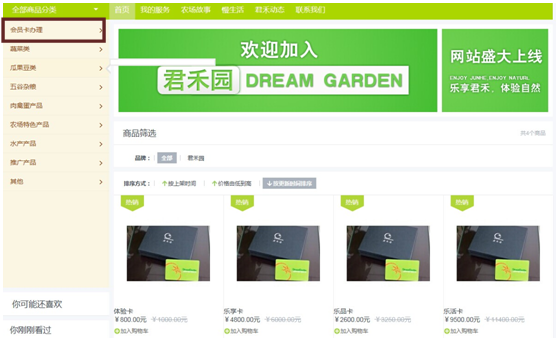 全部商品分类 首页 我的服务 农场故事 慢生活 君禾动态 联系我们
会员卡办理
蔬菜类
瓜果豆类
五谷杂粮
肉禽蛋产品
农场特色产品
水产产品
推广产品
其他
你可能还喜欢
你刚刚看过
欢迎加入
君禾园 DREAM GARDEN
网站盛大上线
ENJOY JUNHE, ENJOY NATURE
乐享君禾、体验自然
商品筛选 共4个商品
品牌： 全部 君禾园
排序方式： 按上架时间 价格由低到高 按更新时间排序
热销 热销 热销 热销
体验卡 乐享卡 乐品卡 乐活卡
￥800.00元 ￥1000.00元 ￥4800.00元 ￥6000.00元 ￥2600.00元 ￥3250.00元 ￥9500.00元 ￥11400.00元
加入购物车 加入购物车 加入购物车 加入购物车